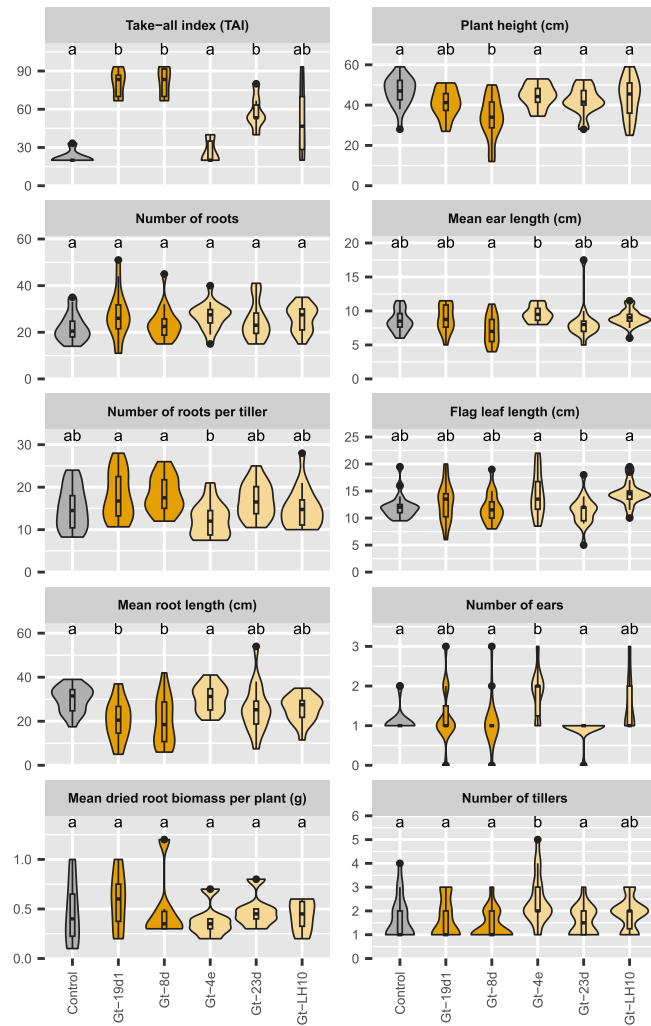 Take−all index (TAI)
a b b a b ab
90
60
30
0
Plant height (cm)
a a b a a a
60
40
20
0
Number of roots
a a a a a a
60
40
20
0
Mean ear length (cm)
ab ab a b ab ab
20
15
10
5
0
Number of roots per tiller
ab a a b ab ab
30
20
10
0
Flag leaf length (cm)
ab ab ab a b a
25
20
15
10
5
0
Mean root length (cm)
a b b a ab ab
60
40
20
0
Number of ears
a ab a b a ab
3
2
1
0
Mean dried root biomass per plant (g)
a a a a a a
1.0
0.5
0.0
Number of tillers
a a a b a ab
6
5
4
3
2
1
0
Control
Gt−19d1
Gt−8d
Gt−4e
Gt−23d
Gt−LH10
Control
Gt−19d1
Gt−8d
Gt−4e
Gt−23d
Gt−LH10